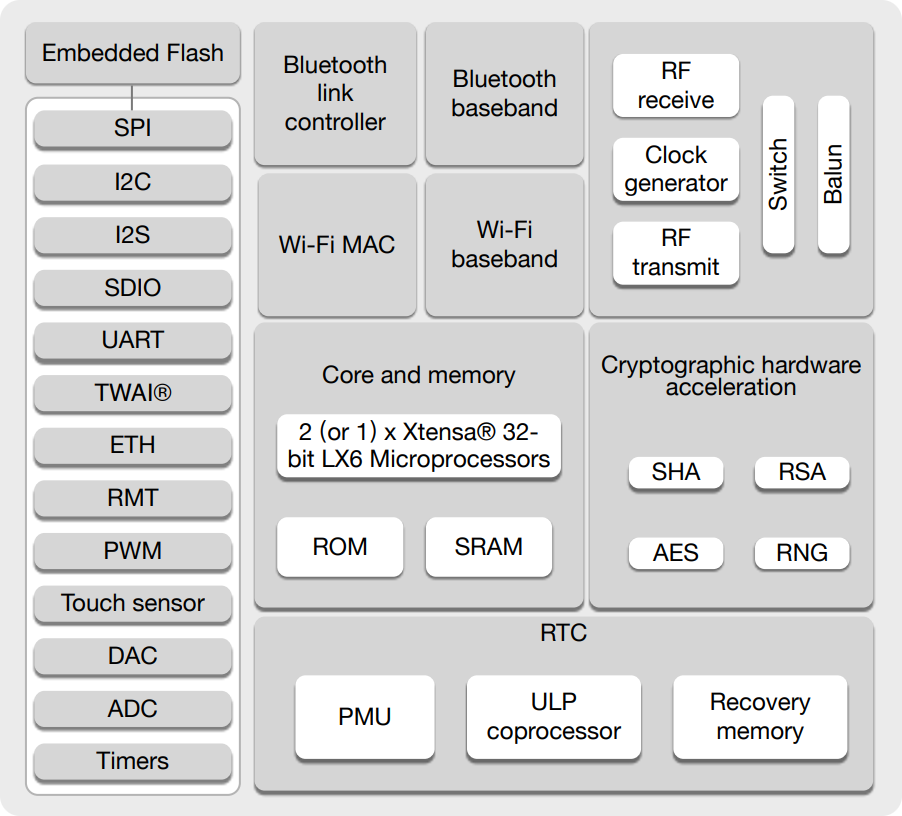 Embedded Flash
SPI
I2C
I2S
SDIO
UART
TWAI®
ETH
RMT
PWM
Touch sensor
DAC
ADC
Timers
Bluetooth
link
controller
Bluetooth
baseband
Wi-Fi MAC
Wi-Fi
baseband
RF
receive
Clock
generator
RF
transmit
Switch
Balun
Core and memory
2 (or 1) x Xtensa® 32-
bit LX6 Microprocessors
ROM
SRAM
Cryptographic hardware
acceleration
SHA
RSA
AES
RNG
RTC
PMU
ULP
coprocessor
Recovery
memory